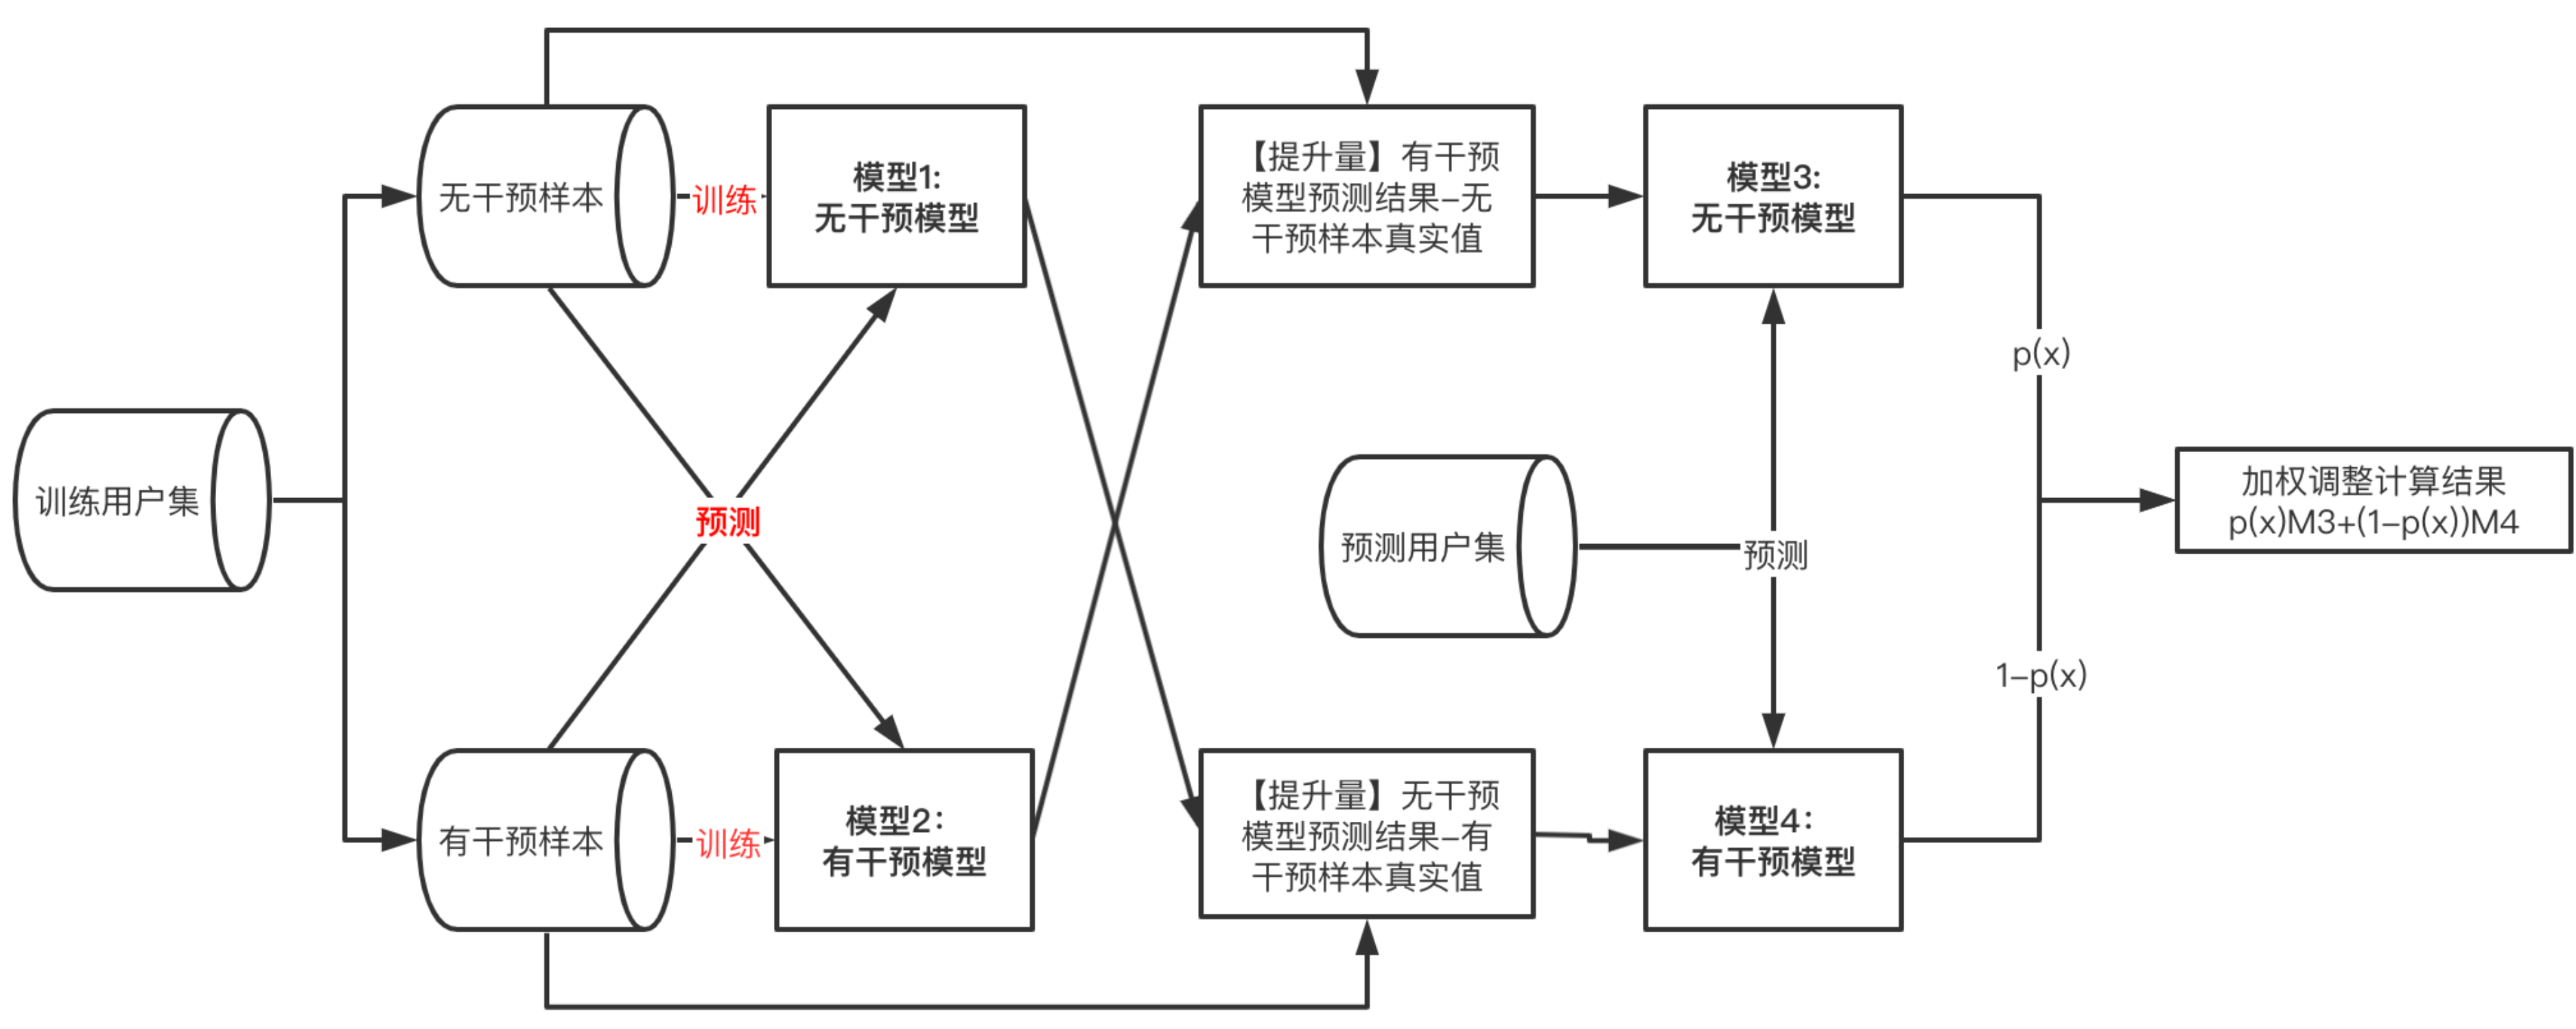 训练用户集
无干预样本
训练
模型1:
无干预模型
预测
有干预样本
训练
模型2：
有干预模型
【提升量】有干预
模型预测结果-无
干预样本真实值
模型3:
无干预模型
预测用户集
预测
【提升量】无干预
模型预测结果-有
干预样本真实值
模型4：
有干预模型
p(x)
1-p(x)
加权调整计算结果
p(x)M3+(1-p(x))M4